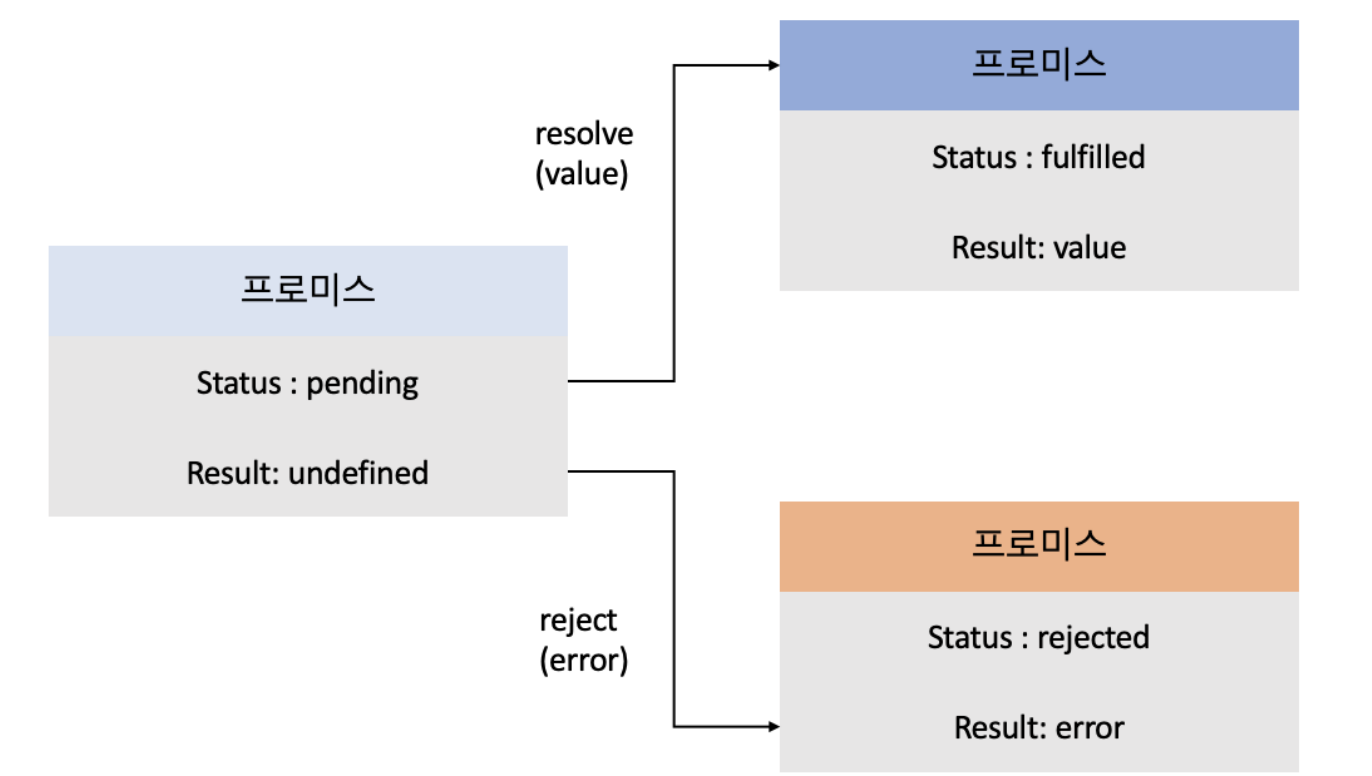 프로미스
Status : pending
Result: undefined
resolve
(value)
프로미스
Status : fulfilled
Result: value
reject
(error)
프로미스
Status : rejected
Result: error